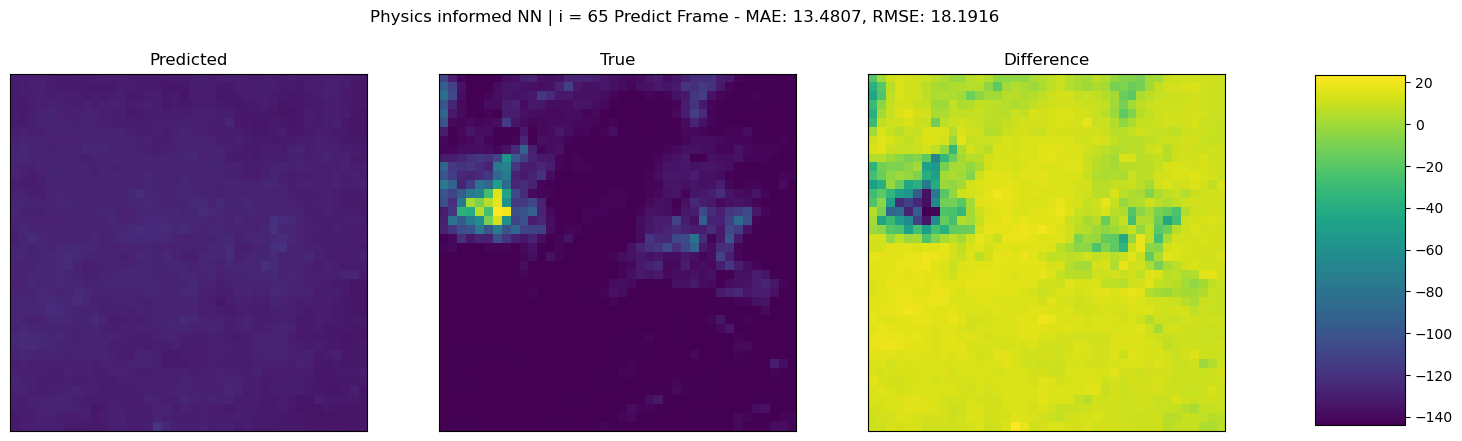 Physics informed NN | i = 65 Predict Frame - MAE: 13.4807, RMSE: 18.1916
Predicted
True
Difference
20
0
−20
−40
−60
−80
−100
−120
−140